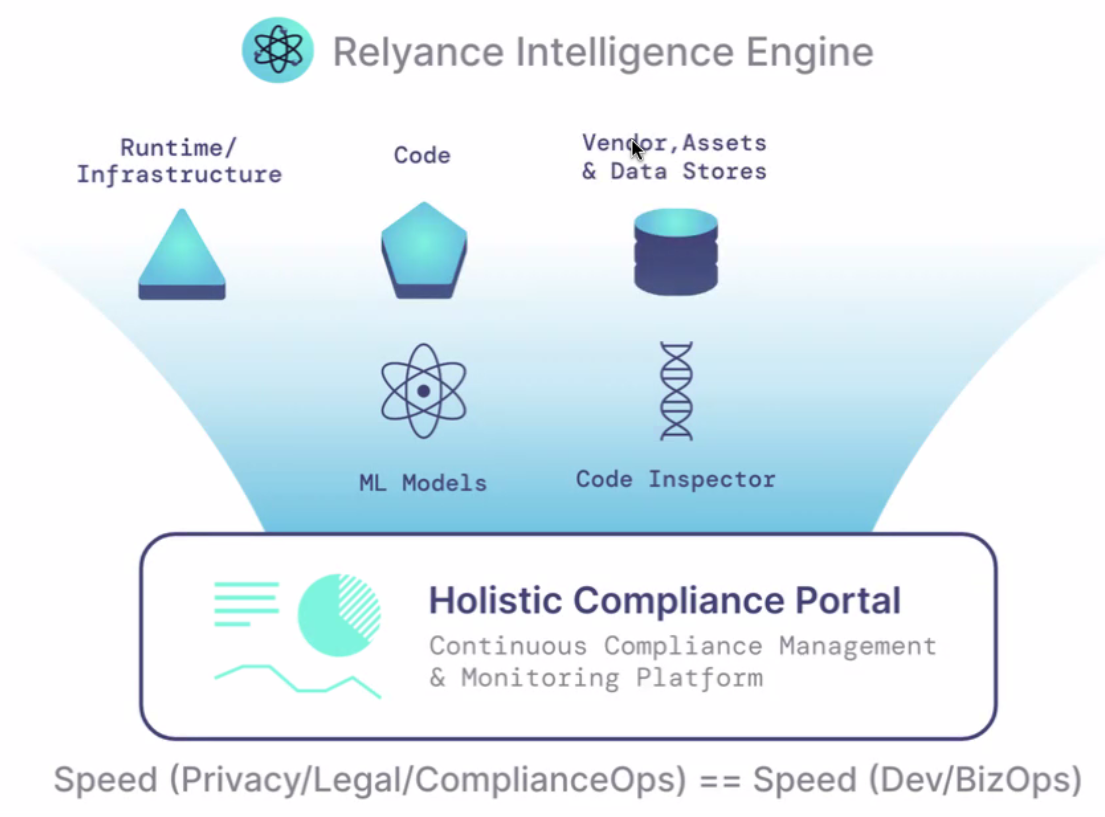 Relyance Intelligence Engine
Runtime/
Infrastructure
Code
Vendor,Assets
& Data Stores
ML Models
Code Inspector
Holistic Compliance Portal
Continuous Compliance Management
& Monitoring Platform
Speed (Privacy/Legal/ComplianceOps) == Speed (Dev/BizOps)